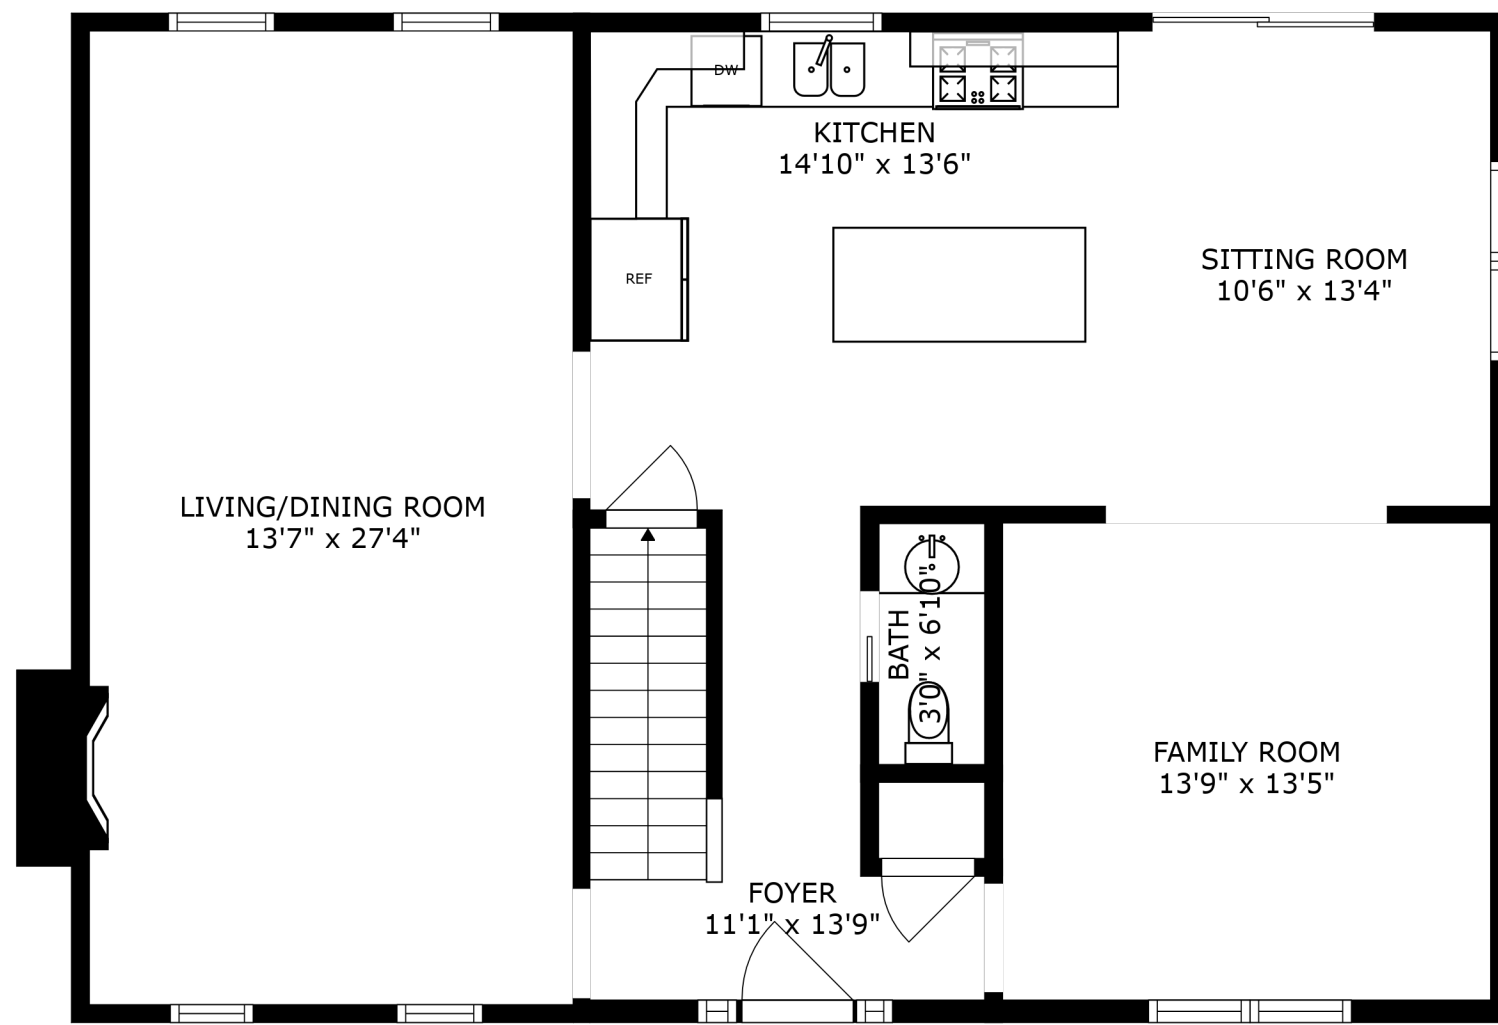 DW
KITCHEN
14'10" x 13'6"
SITTING ROOM
10'6" x 13'4"
REF
LIVING/DINING ROOM
13'7" x 27'4"
BATH
3'0" x 6'10"
FAMILY ROOM
13'9" x 13'5"
FOYER
11'1" x 13'9"